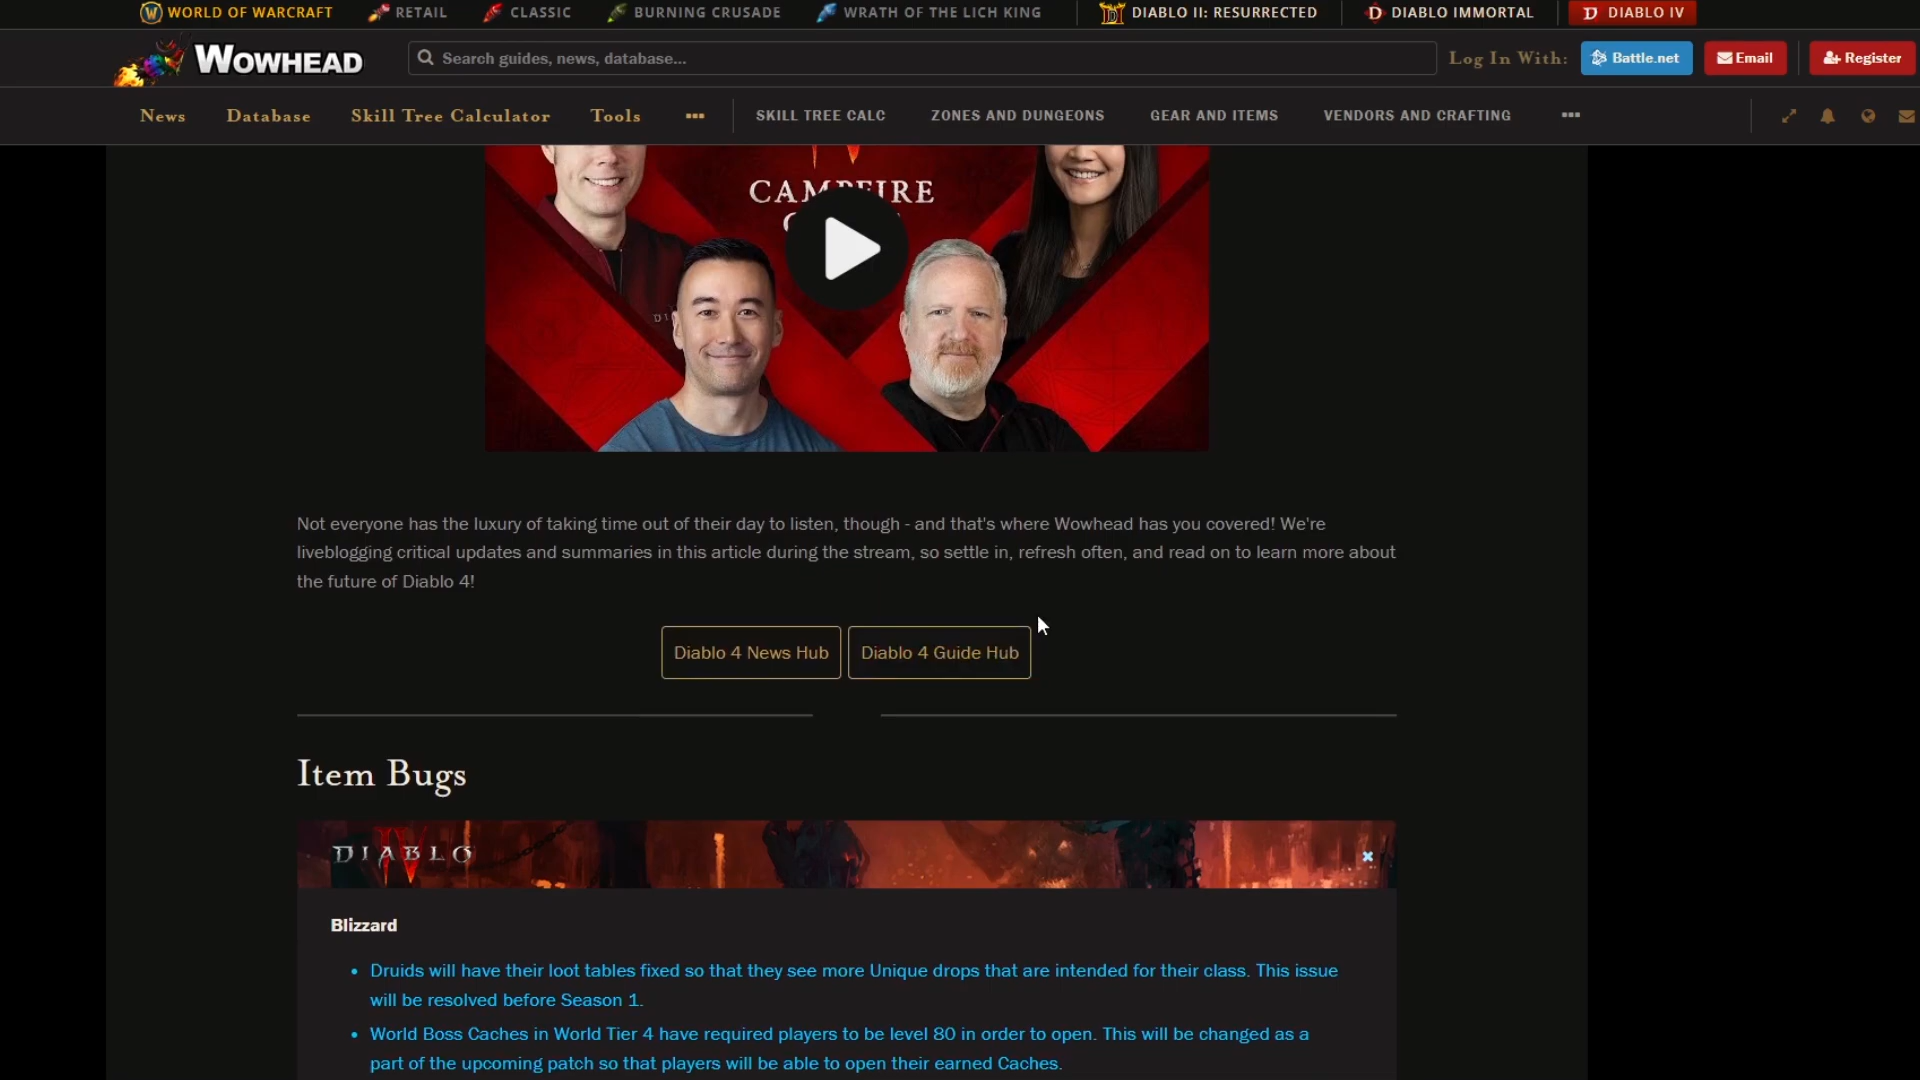 WORLD OF WARCRAFT RETAIL CLASSIC BURNING CRUSADE WRATH OF THE LICH KING DIABLO II: RESURRECTED DIABLO IMMORTAL DIABLO IV
WOWHEAD Search guides, news, database... Log In With: Battle.net Email Register
News Database Skill Tree Calculator Tools SKILL TREE CALC ZONES AND DUNGEONS GEAR AND ITEMS VENDORS AND CRAFTING
IV
CAMPFIRE
Not everyone has the luxury of taking time out of their day to listen, though - and that's where Wowhead has you covered! We're
liveblogging critical updates and summaries in this article during the stream, so settle in, refresh often, and read on to learn more about
the future of Diablo 4!
Diablo 4 News Hub Diablo 4 Guide Hub
Item Bugs
DIABLO IV
Blizzard
• Druids will have their loot tables fixed so that they see more Unique drops that are intended for their class. This issue
will be resolved before Season 1.
• World Boss Caches in World Tier 4 have required players to be level 80 in order to open. This will be changed as a
part of the upcoming patch so that players will be able to open their earned Caches.